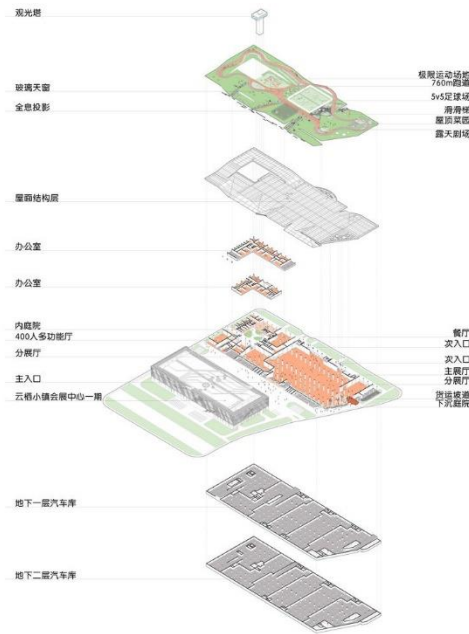 观光塔
极限运动场地
760m跑道
玻璃天窗
5v5足球场
全息投影
滑滑梯
屋顶菜园
露天剧场
屋面结构层
办公室
办公室
内庭院
400人多功能厅
餐厅
次入口
分展厅
次入口
主展厅
主入口
分展厅
云栖小镇会展中心一期
货运坡道
下沉庭院
地下一层汽车库
地下二层汽车库